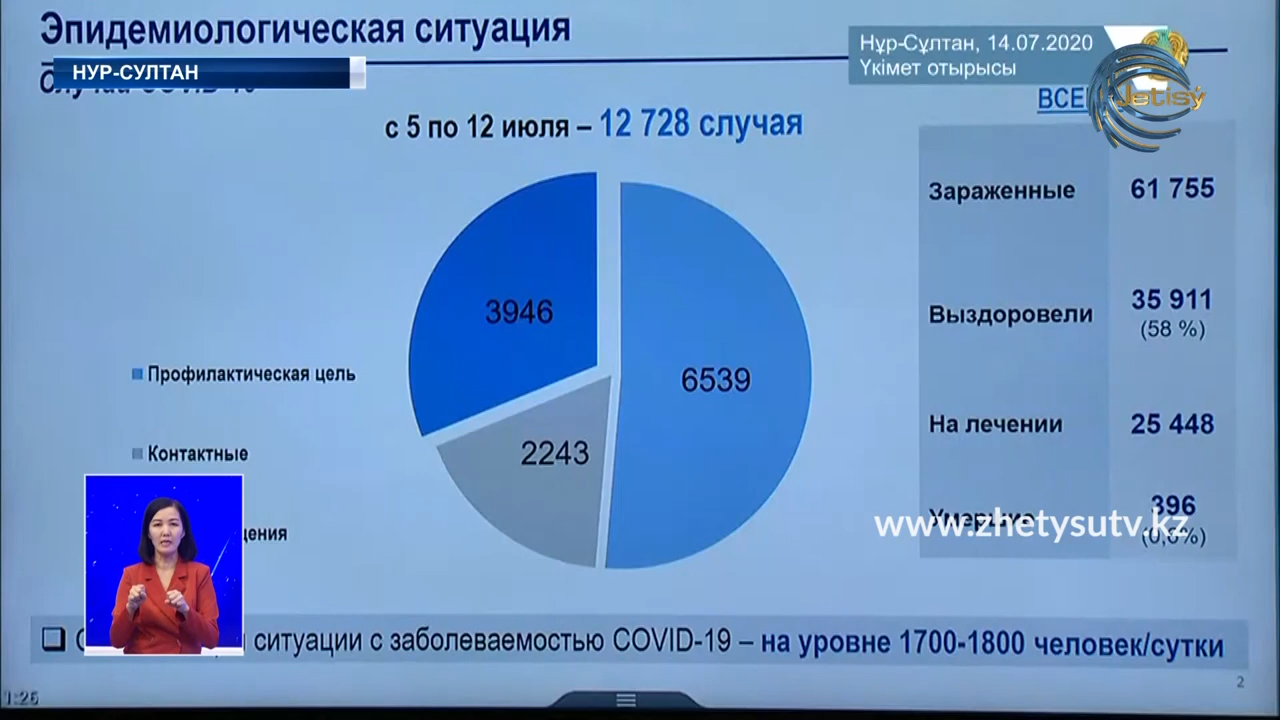 Эпидемиологическая ситуация
НУР-СУЛТАН
Нұр-Сұлтан, 14.07.2020
Үкімет отырысы
Jetisý
с 5 по 12 июля – 12 728 случая
Зараженные 61 755
Выздоровели 35 911
(58 %)
На лечении 25 448
396
www.zhetysutv.kz
3946
6539
2243
Профилактическая цель
Контактные
ситуации с заболеваемостью COVID-19 – на уровне 1700-1800 человек/сутки
2
1:26